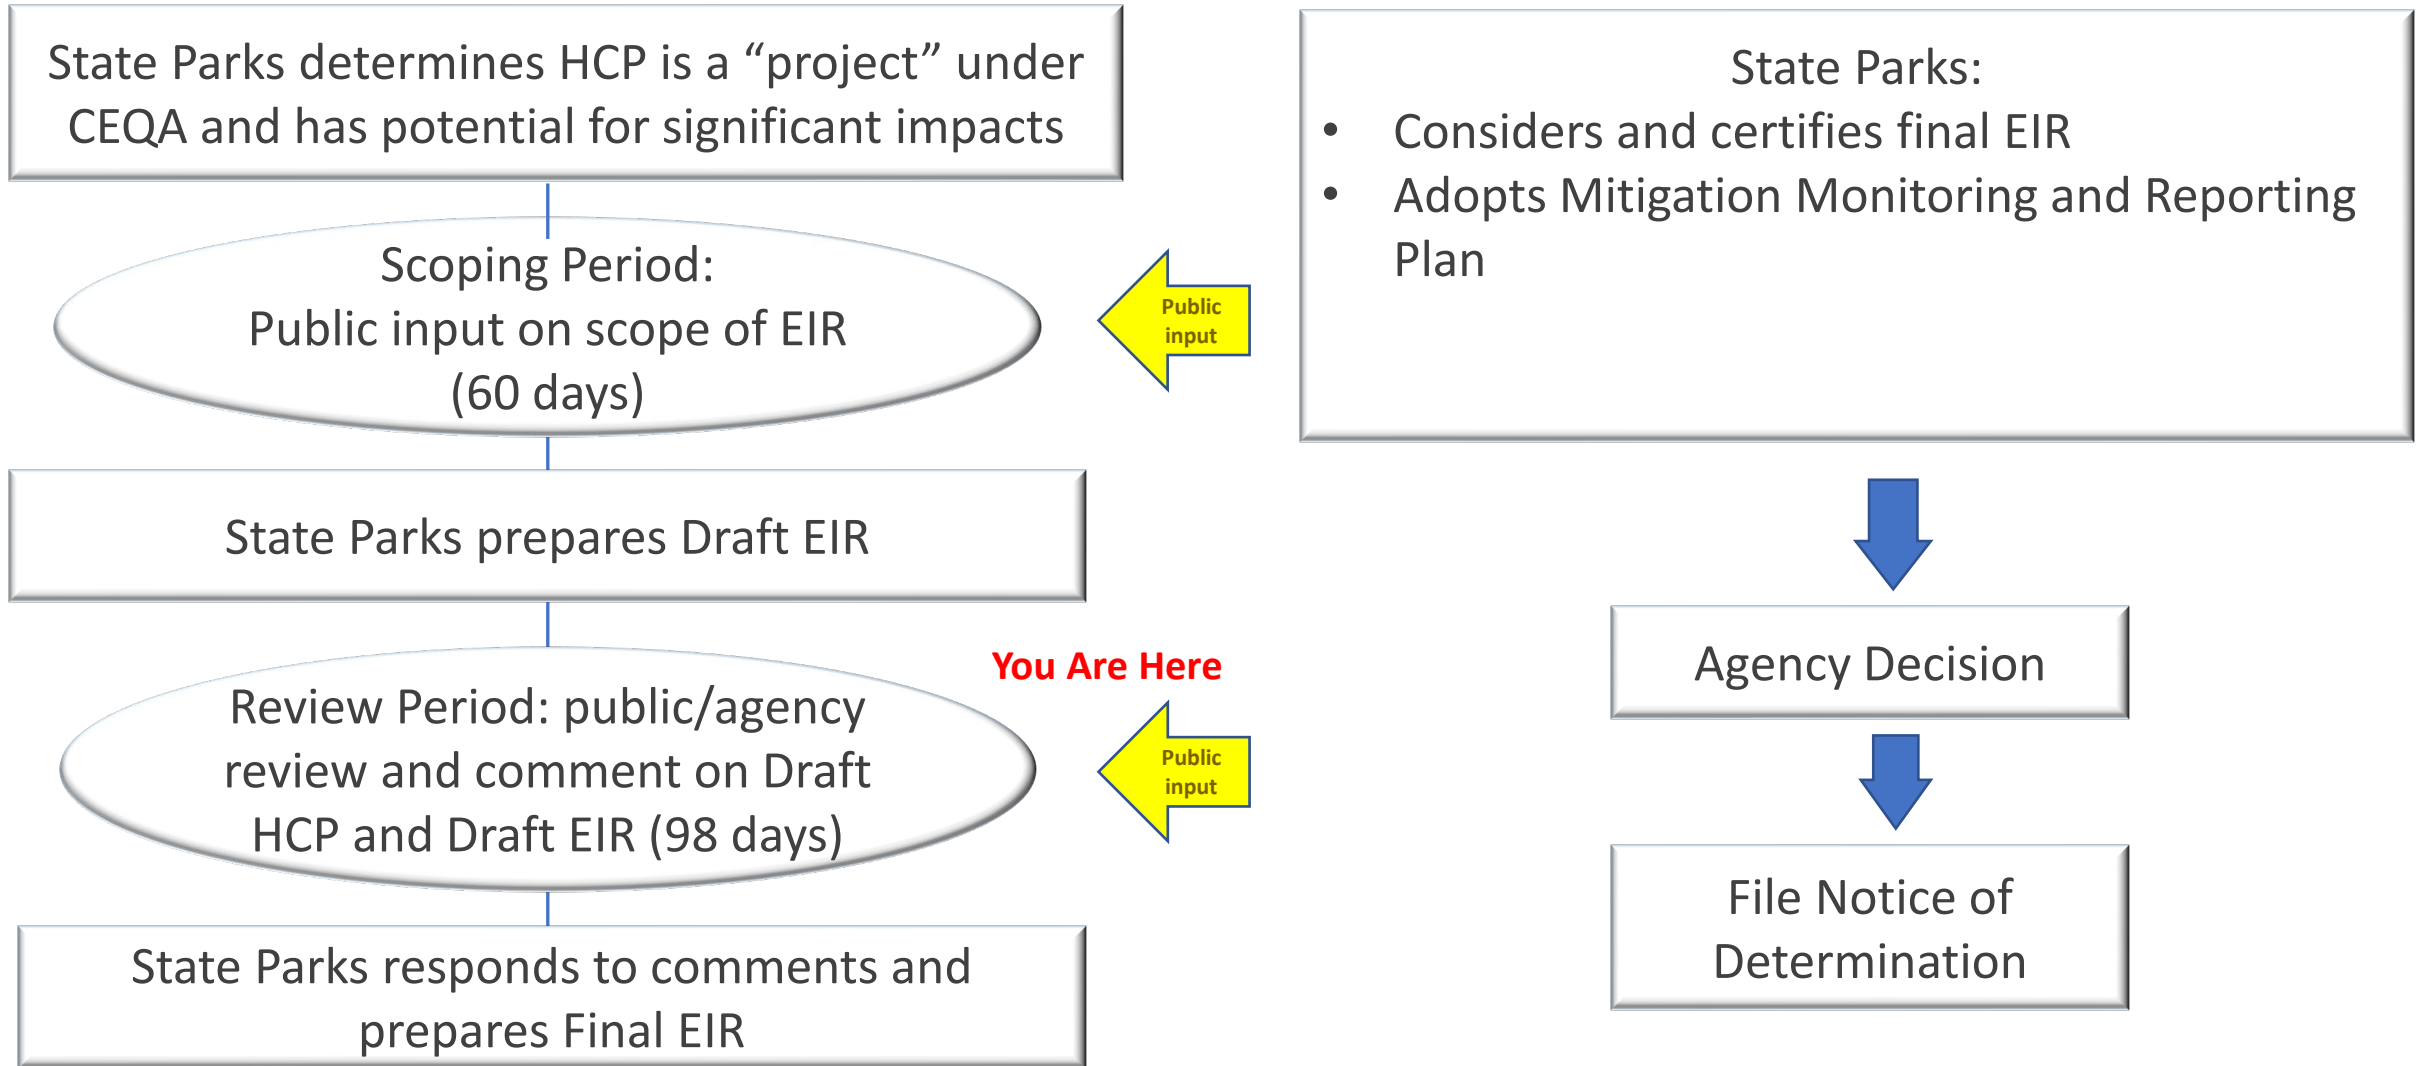 State Parks determines HCP is a “project” under
CEQA and has potential for significant impacts
Scoping Period:
Public input on scope of EIR
(60 days)
Public
input
State Parks prepares Draft EIR
You Are Here
Review Period: public/agency
review and comment on Draft
HCP and Draft EIR (98 days)
Public
input
State Parks responds to comments and
prepares Final EIR
State Parks:
• Considers and certifies final EIR
• Adopts Mitigation Monitoring and Reporting
Plan
Agency Decision
File Notice of
Determination